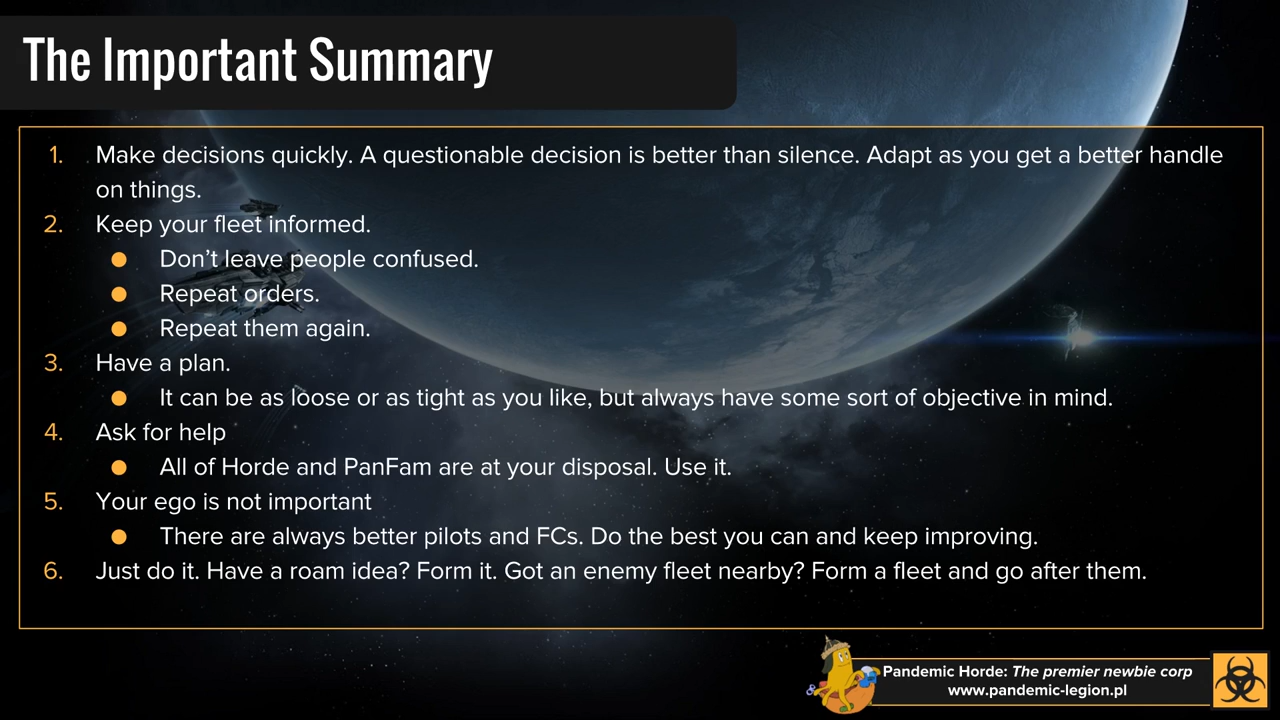 The Important Summary
1. Make decisions quickly. A questionable decision is better than silence. Adapt as you get a better handle
on things.
2. Keep your fleet informed.
● Don’t leave people confused.
● Repeat orders.
● Repeat them again.
3. Have a plan.
● It can be as loose or as tight as you like, but always have some sort of objective in mind.
4. Ask for help
● All of Horde and PanFam are at your disposal. Use it.
5. Your ego is not important
● There are always better pilots and FCs. Do the best you can and keep improving.
6. Just do it. Have a roam idea? Form it. Got an enemy fleet nearby? Form a fleet and go after them.
Pandemic Horde: The premier newbie corp
www.pandemic-legion.pl